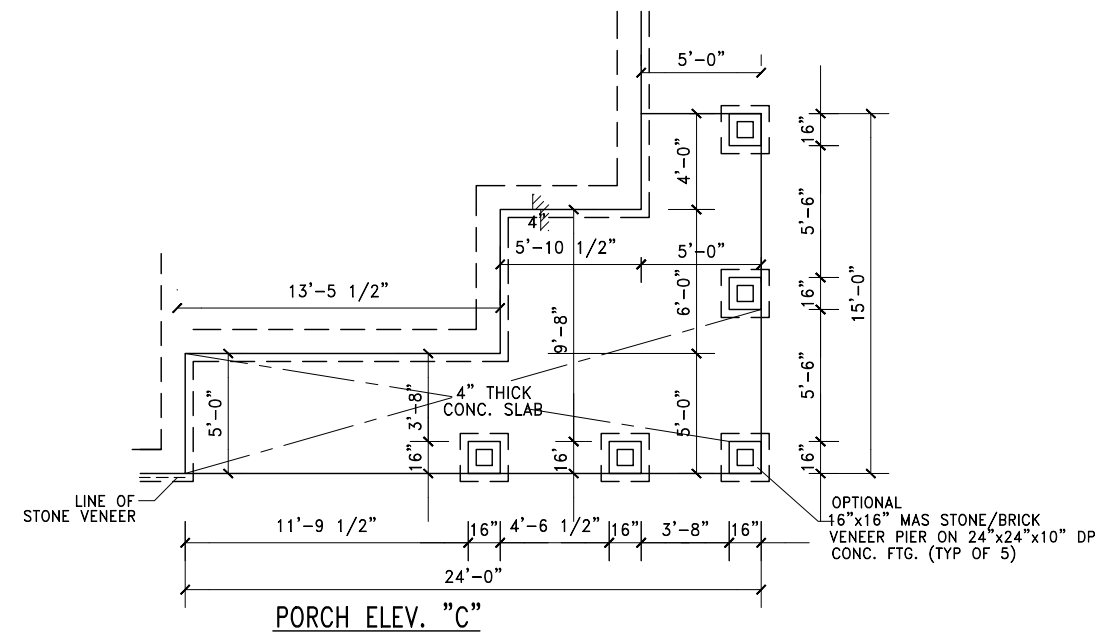 5'-0"
16"
4'-0"
5'-6"
4"
5'-10 1/2"
5'-0"
13'-5 1/2"
6'-0"
16"
15'-0"
9'-8"
4" THICK
CONC. SLAB
3'-8"
5'-0"
5'-0"
5'-6"
16"
16'
16"
LINE OF
STONE VENEER
OPTIONAL
16"x16" MAS STONE/BRICK
VENEER PIER ON 24"x24"x10" DP
CONC. FTG. (TYP OF 5)
11'-9 1/2"
16"
4'-6 1/2"
16"
3'-8"
16"
24'-0"
PORCH ELEV. "C"